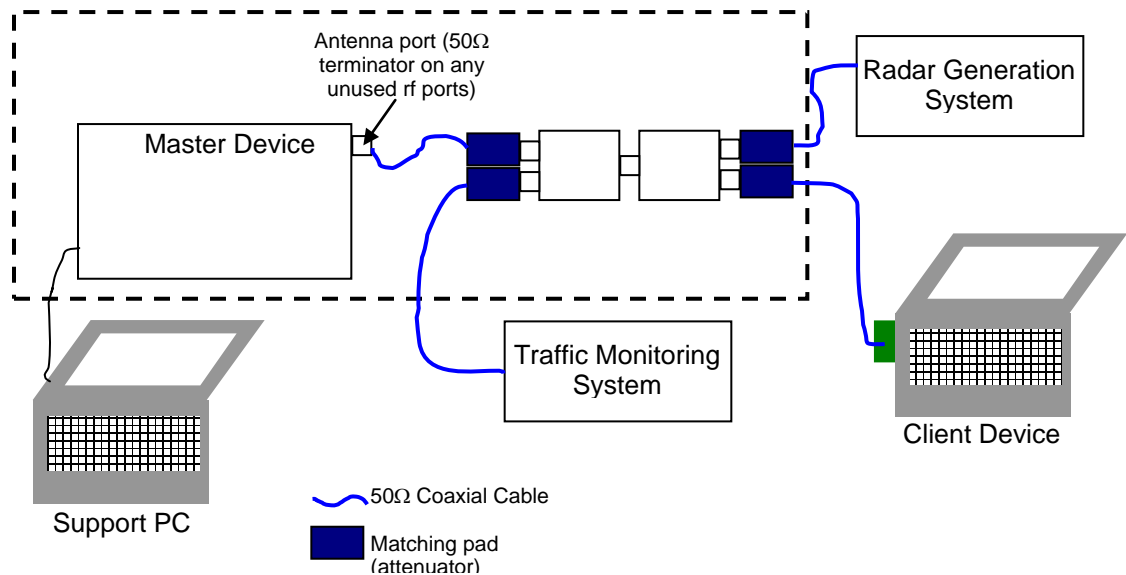 Antenna port (50Ω
terminator on any
unused rf ports)
Radar Generation
System
Master Device
Traffic Monitoring
System
Client Device
Support PC
50Ω Coaxial Cable
Matching pad
(attenuator)